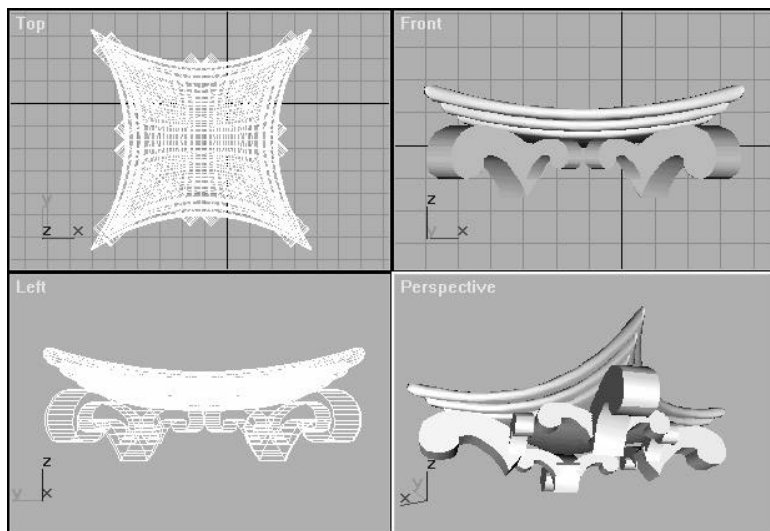 Top
Front
y
z x
z
y x
Left
Perspective
z
y x
z
y
x